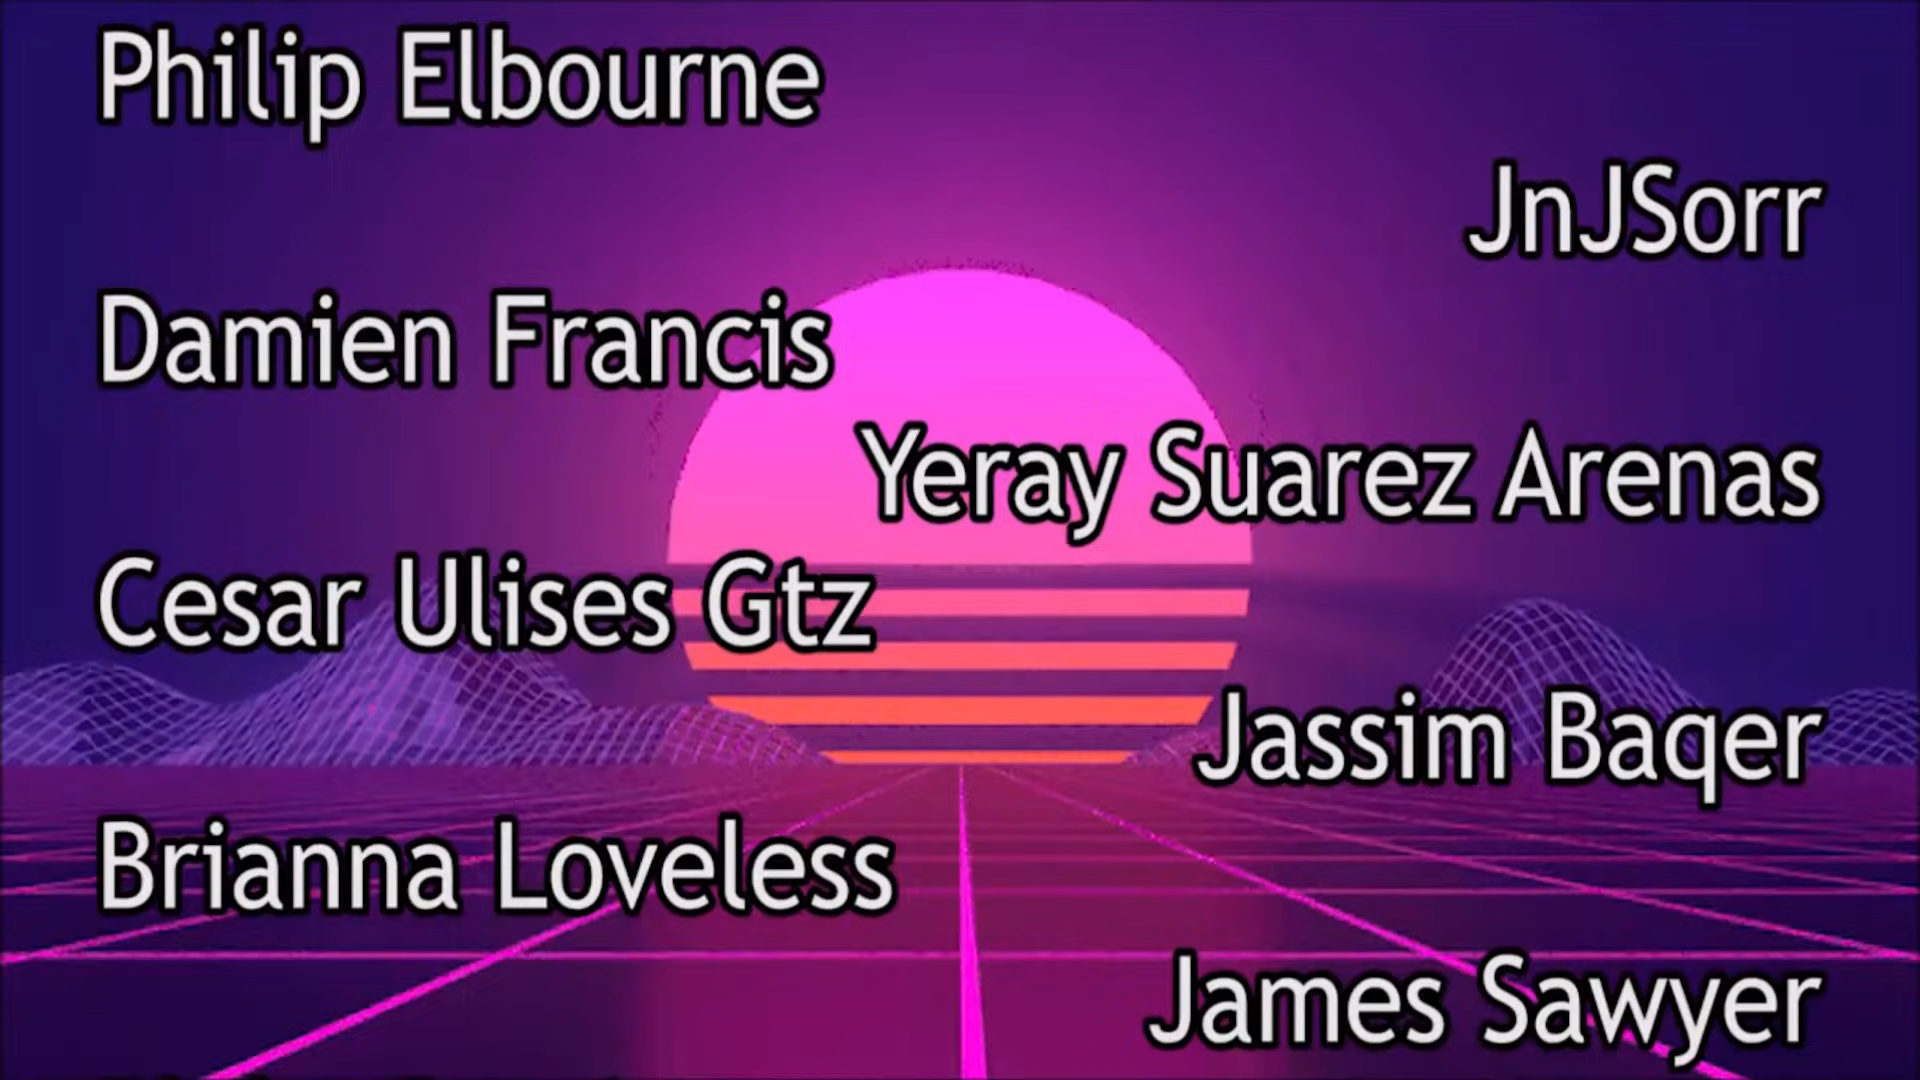 Philip Elbourne
JnJSorr
Damien Francis
Yeray Suarez Arenas
Cesar Ulises Gtz
Jassim Baqer
Brianna Loveless
James Sawyer